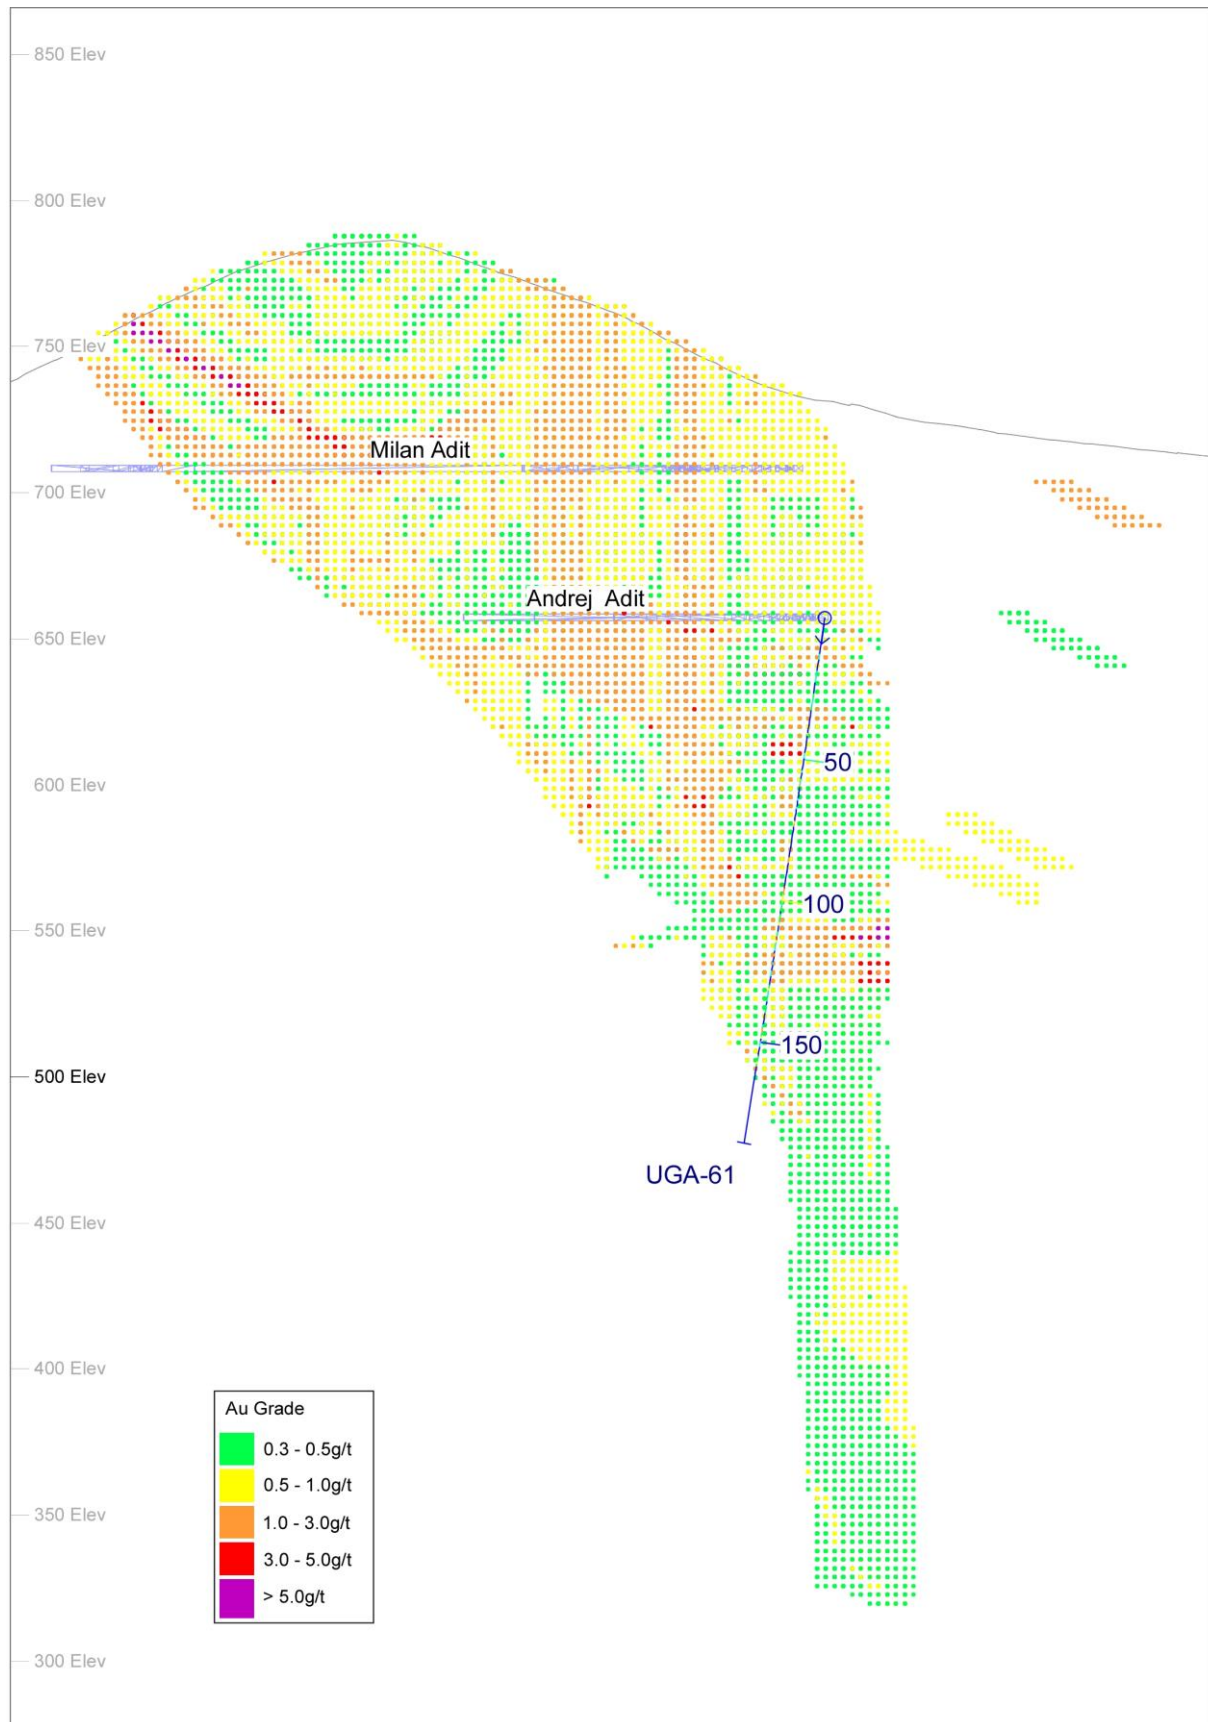 850 Elev
800 Elev
750 Elev
Milan Adit
700 Elev
Andrej Adit
650 Elev
50
600 Elev
100
550 Elev
150
500 Elev
UGA-61
450 Elev
400 Elev
Au Grade
0.3 - 0.5g/t
0.5 - 1.0g/t
350 Elev
1.0 - 3.0g/t
3.0 - 5.0g/t
> 5.0g/t
300 Elev